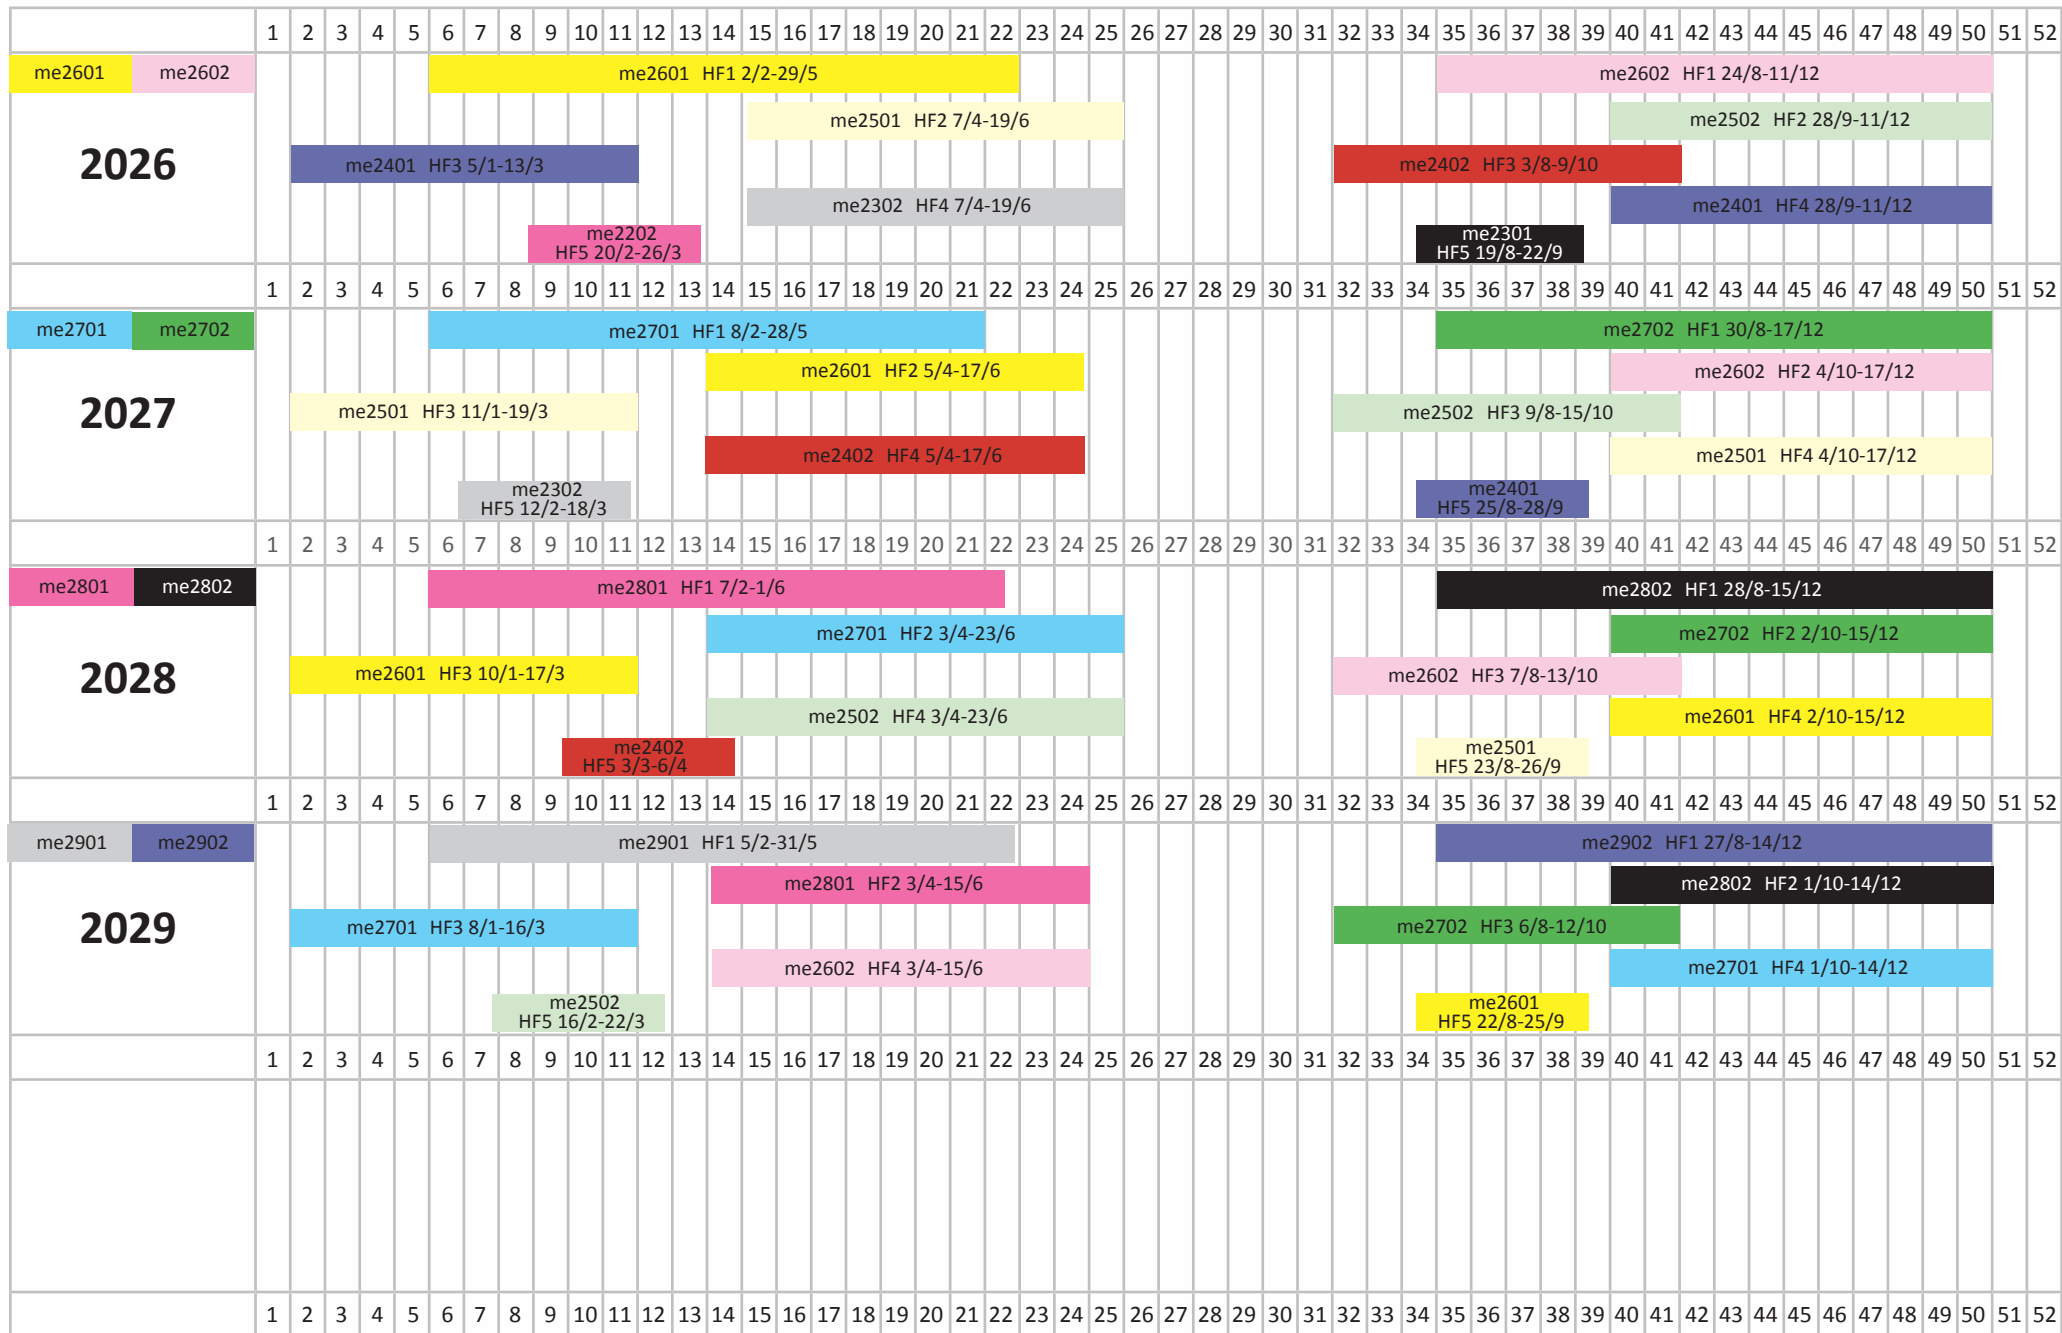 1 2 3 4 5 6 7 8 9 10 11 12 13 14 15 16 17 18 19 20 21 22 23 24 25 26 27 28 29 30 31 32 33 34 35 36 37 38 39 40 41 42 43 44 45 46 47 48 49 50 51 52
me2601 me2602 me2601 HF1 2/2-29/5 me2602 HF1 24/8-11/12
me2501 HF2 7/4-19/6 me2502 HF2 28/9-11/12
2026 me2401 HF3 5/1-13/3 me2402 HF3 3/8-9/10
me2302 HF4 7/4-19/6 me2401 HF4 28/9-11/12
me2202 me2301
HF5 20/2-26/3 HF5 19/8-22/9
1 2 3 4 5 6 7 8 9 10 11 12 13 14 15 16 17 18 19 20 21 22 23 24 25 26 27 28 29 30 31 32 33 34 35 36 37 38 39 40 41 42 43 44 45 46 47 48 49 50 51 52
me2701 me2702 me2701 HF1 8/2-28/5 me2702 HF1 30/8-17/12
me2601 HF2 5/4-17/6 me2602 HF2 4/10-17/12
2027 me2501 HF3 11/1-19/3 me2502 HF3 9/8-15/10
me2402 HF4 5/4-17/6 me2501 HF4 4/10-17/12
me2302 me2401
HF5 12/2-18/3 HF5 25/8-28/9
1 2 3 4 5 6 7 8 9 10 11 12 13 14 15 16 17 18 19 20 21 22 23 24 25 26 27 28 29 30 31 32 33 34 35 36 37 38 39 40 41 42 43 44 45 46 47 48 49 50 51 52
me2801 me2802 me2801 HF1 7/2-1/6 me2802 HF1 28/8-15/12
me2701 HF2 3/4-23/6 me2702 HF2 2/10-15/12
2028 me2601 HF3 10/1-17/3 me2602 HF3 7/8-13/10
me2502 HF4 3/4-23/6 me2601 HF4 2/10-15/12
me2402 me2501
HF5 3/3-6/4 HF5 23/8-26/9
1 2 3 4 5 6 7 8 9 10 11 12 13 14 15 16 17 18 19 20 21 22 23 24 25 26 27 28 29 30 31 32 33 34 35 36 37 38 39 40 41 42 43 44 45 46 47 48 49 50 51 52
me2901 me2902 me2901 HF1 5/2-31/5 me2902 HF1 27/8-14/12
me2801 HF2 3/4-15/6 me2802 HF2 1/10-14/12
2029 me2701 HF3 8/1-16/3 me2702 HF3 6/8-12/10
me2602 HF4 3/4-15/6 me2701 HF4 1/10-14/12
me2502 me2601
HF5 16/2-22/3 HF5 22/8-25/9
1 2 3 4 5 6 7 8 9 10 11 12 13 14 15 16 17 18 19 20 21 22 23 24 25 26 27 28 29 30 31 32 33 34 35 36 37 38 39 40 41 42 43 44 45 46 47 48 49 50 51 52
1 2 3 4 5 6 7 8 9 10 11 12 13 14 15 16 17 18 19 20 21 22 23 24 25 26 27 28 29 30 31 32 33 34 35 36 37 38 39 40 41 42 43 44 45 46 47 48 49 50 51 52